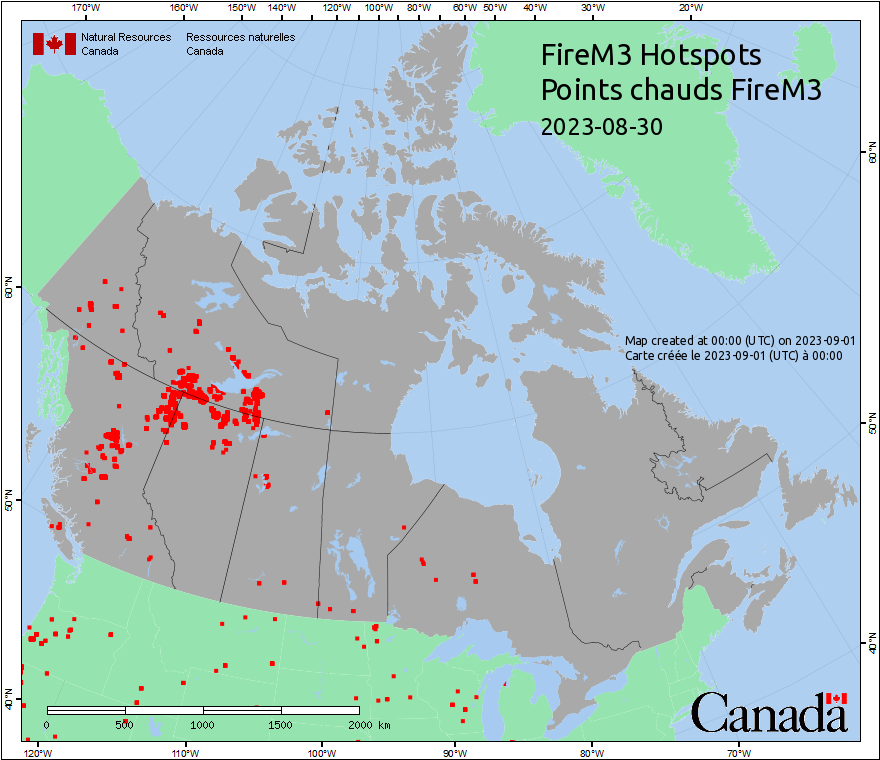 170°W 160°W 150°W 140°W 120°W 100°W 80°W 60°W 50°W 40°W 30°W 20°W
Natural Resources Ressources naturelles
Canada Canada
FireM3 Hotspots
Points chauds FireM3
2023-08-30
60°N 60°N
Map created at 00:00 (UTC) on 2023-09-01
Carte créée le 2023-09-01 (UTC) à 00:00
50°N 50°N
40°N 40°N
0 500 1000 1500 2000 km
Canada
120°W 110°W 100°W 90°W 80°W 70°W